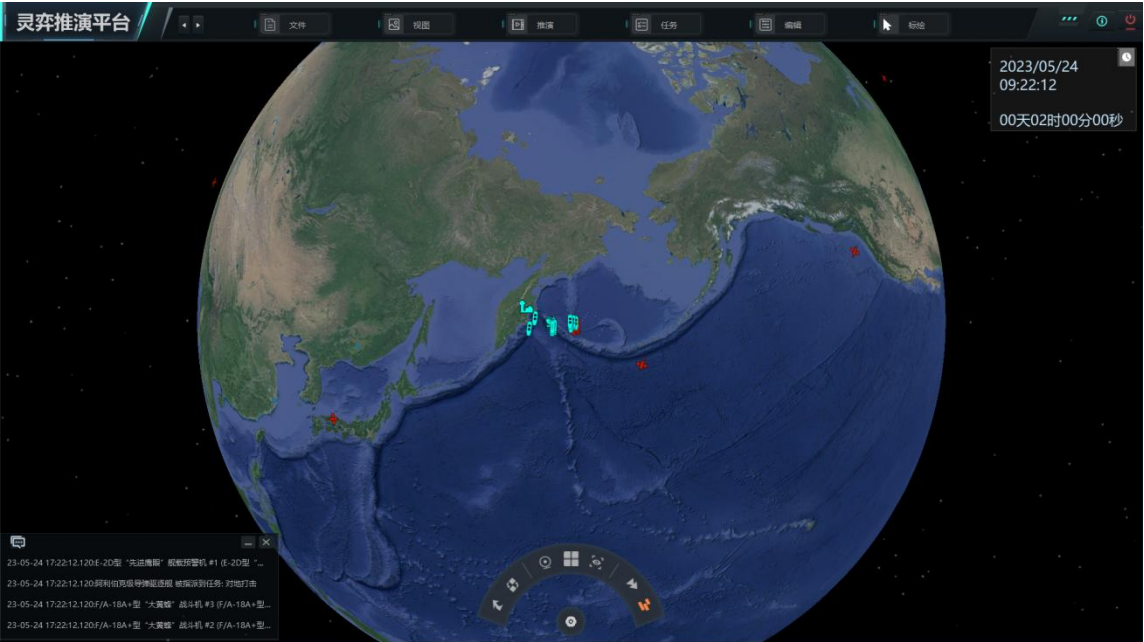 灵弈推演平台
文件
视图
推演
任务
编辑
标绘
2023/05/24
09:22:12
00天02时00分00秒
23-05-24 17:22:12.120:E-2D型 "先进鹰眼" 舰载预警机 #1 (E-2D型 "...
23-05-24 17:22:12.120:阿利伯克级导弹驱逐舰 被指派到任务: 对地打击
23-05-24 17:22:12.120:F/A-18A+型 "大黄蜂" 战斗机 #3 (F/A-18A+型...
23-05-24 17:22:12.120:F/A-18A+型 "大黄蜂" 战斗机 #2 (F/A-18A+型...